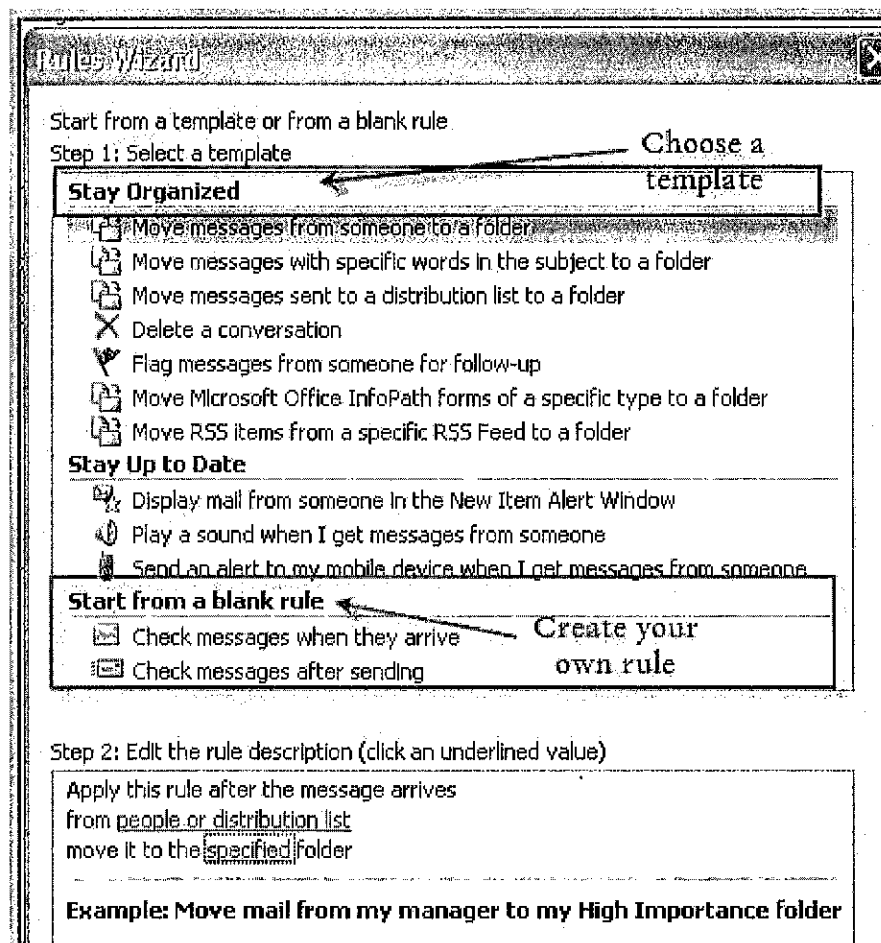 Rules Wizard
Start from a template or from a blank rule
Step 1: Select a template
Choose a
template
Stay Organized
Move messages from someone to a folder
Move messages with specific words in the subject to a folder
Move messages sent to a distribution list to a folder
Delete a conversation
Flag messages from someone for follow-up
Move Microsoft Office InfoPath forms of a specific type to a folder
Move RSS items from a specific RSS Feed to a folder
Stay Up to Date
Display mail from someone in the New Item Alert Window
Play a sound when I get messages from someone
Send an alert to my mobile device when I get messages from someone
Start from a blank rule
Check messages when they arrive
Check messages after sending
Create your
own rule
Step 2: Edit the rule description (click an underlined value)
Apply this rule after the message arrives
from people or distribution list
move it to the specified folder
Example: Move mail from my manager to my High Importance folder